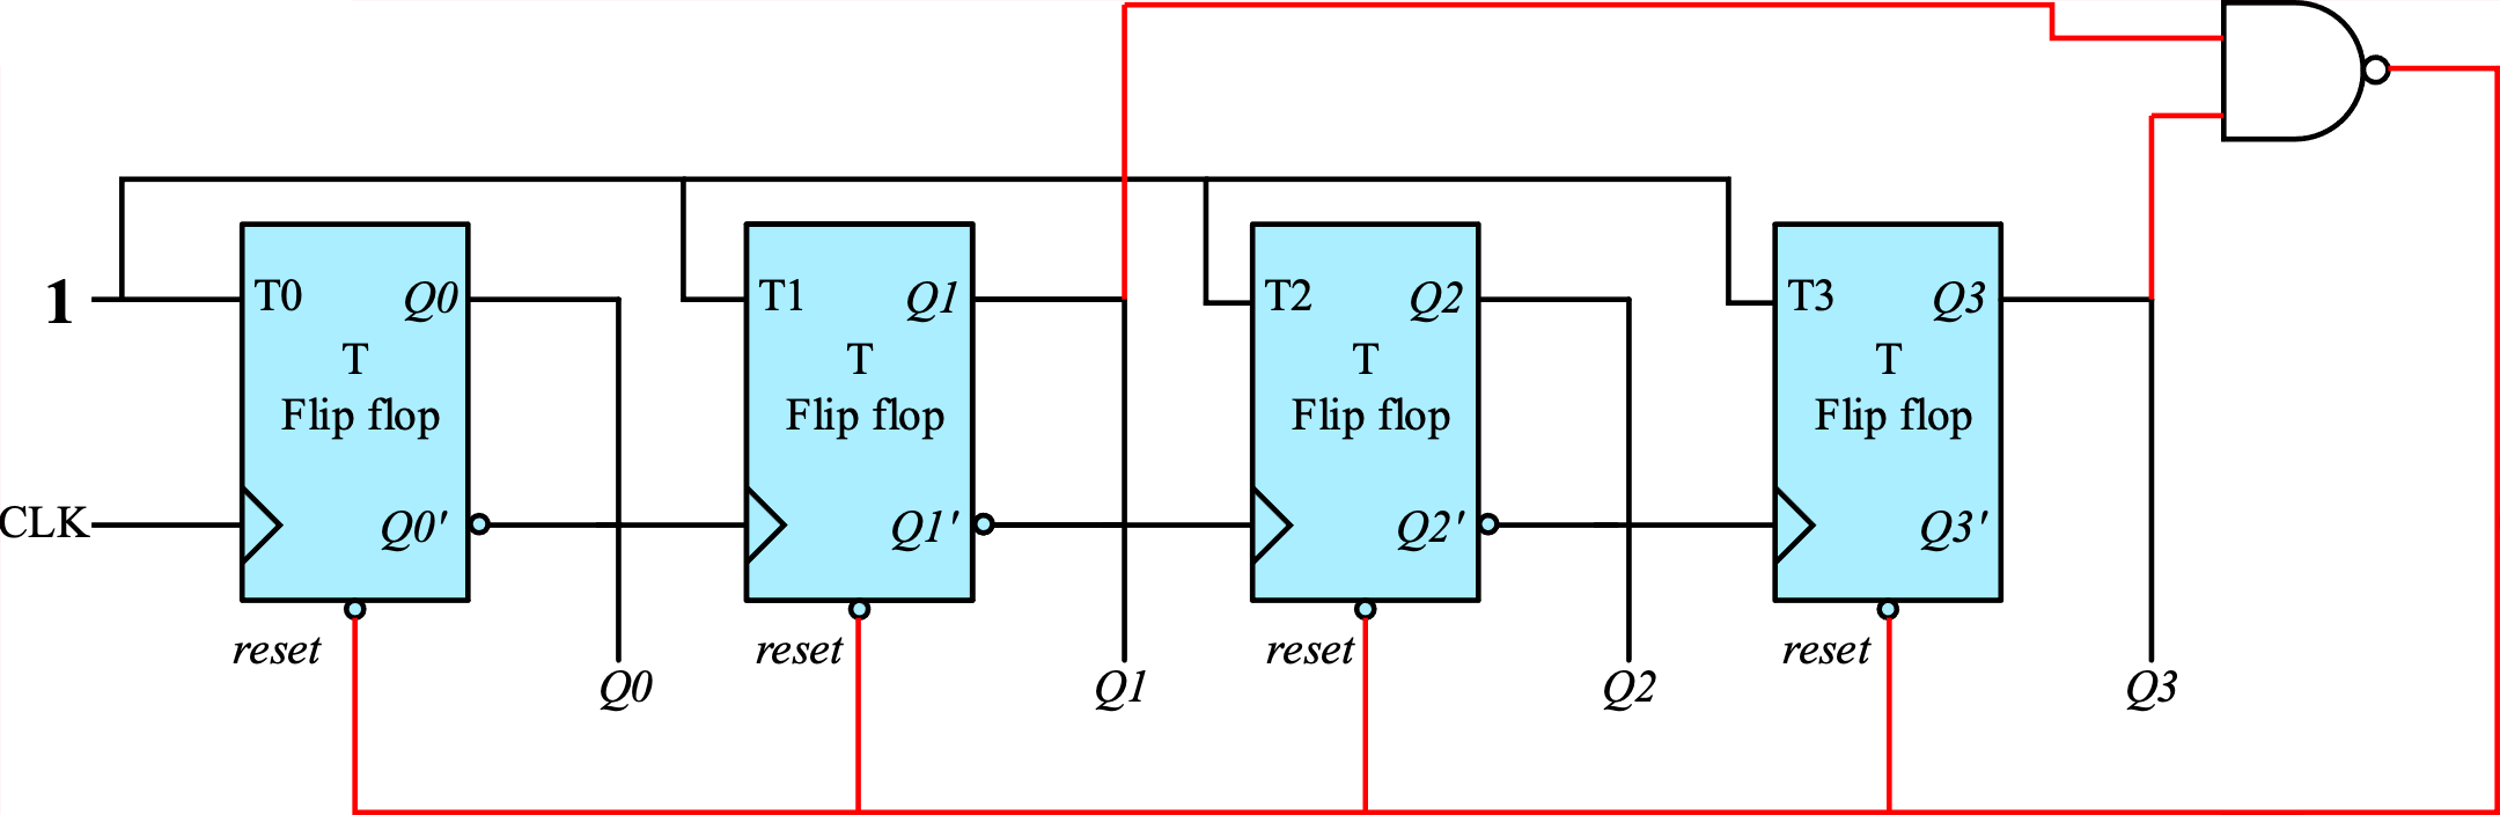 1
CLK
T0 Q0
T
Flip flop
Q0'
reset
Q0
T1 Q1
T
Flip flop
Q1'
reset
Q1
T2 Q2
T
Flip flop
Q2'
reset
Q2
T3 Q3
T
Flip flop
Q3'
reset
Q3